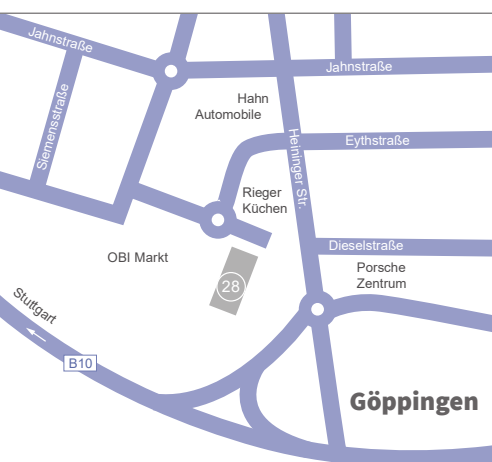 Jahnstraße
Jahnstraße
Siemensstraße
Hahn
Automobile
Heininger Str.
Eythstraße
Rieger
Küchen
Dieselstraße
OBI Markt
Porsche
Zentrum
28
Stuttgart
B10
Göppingen